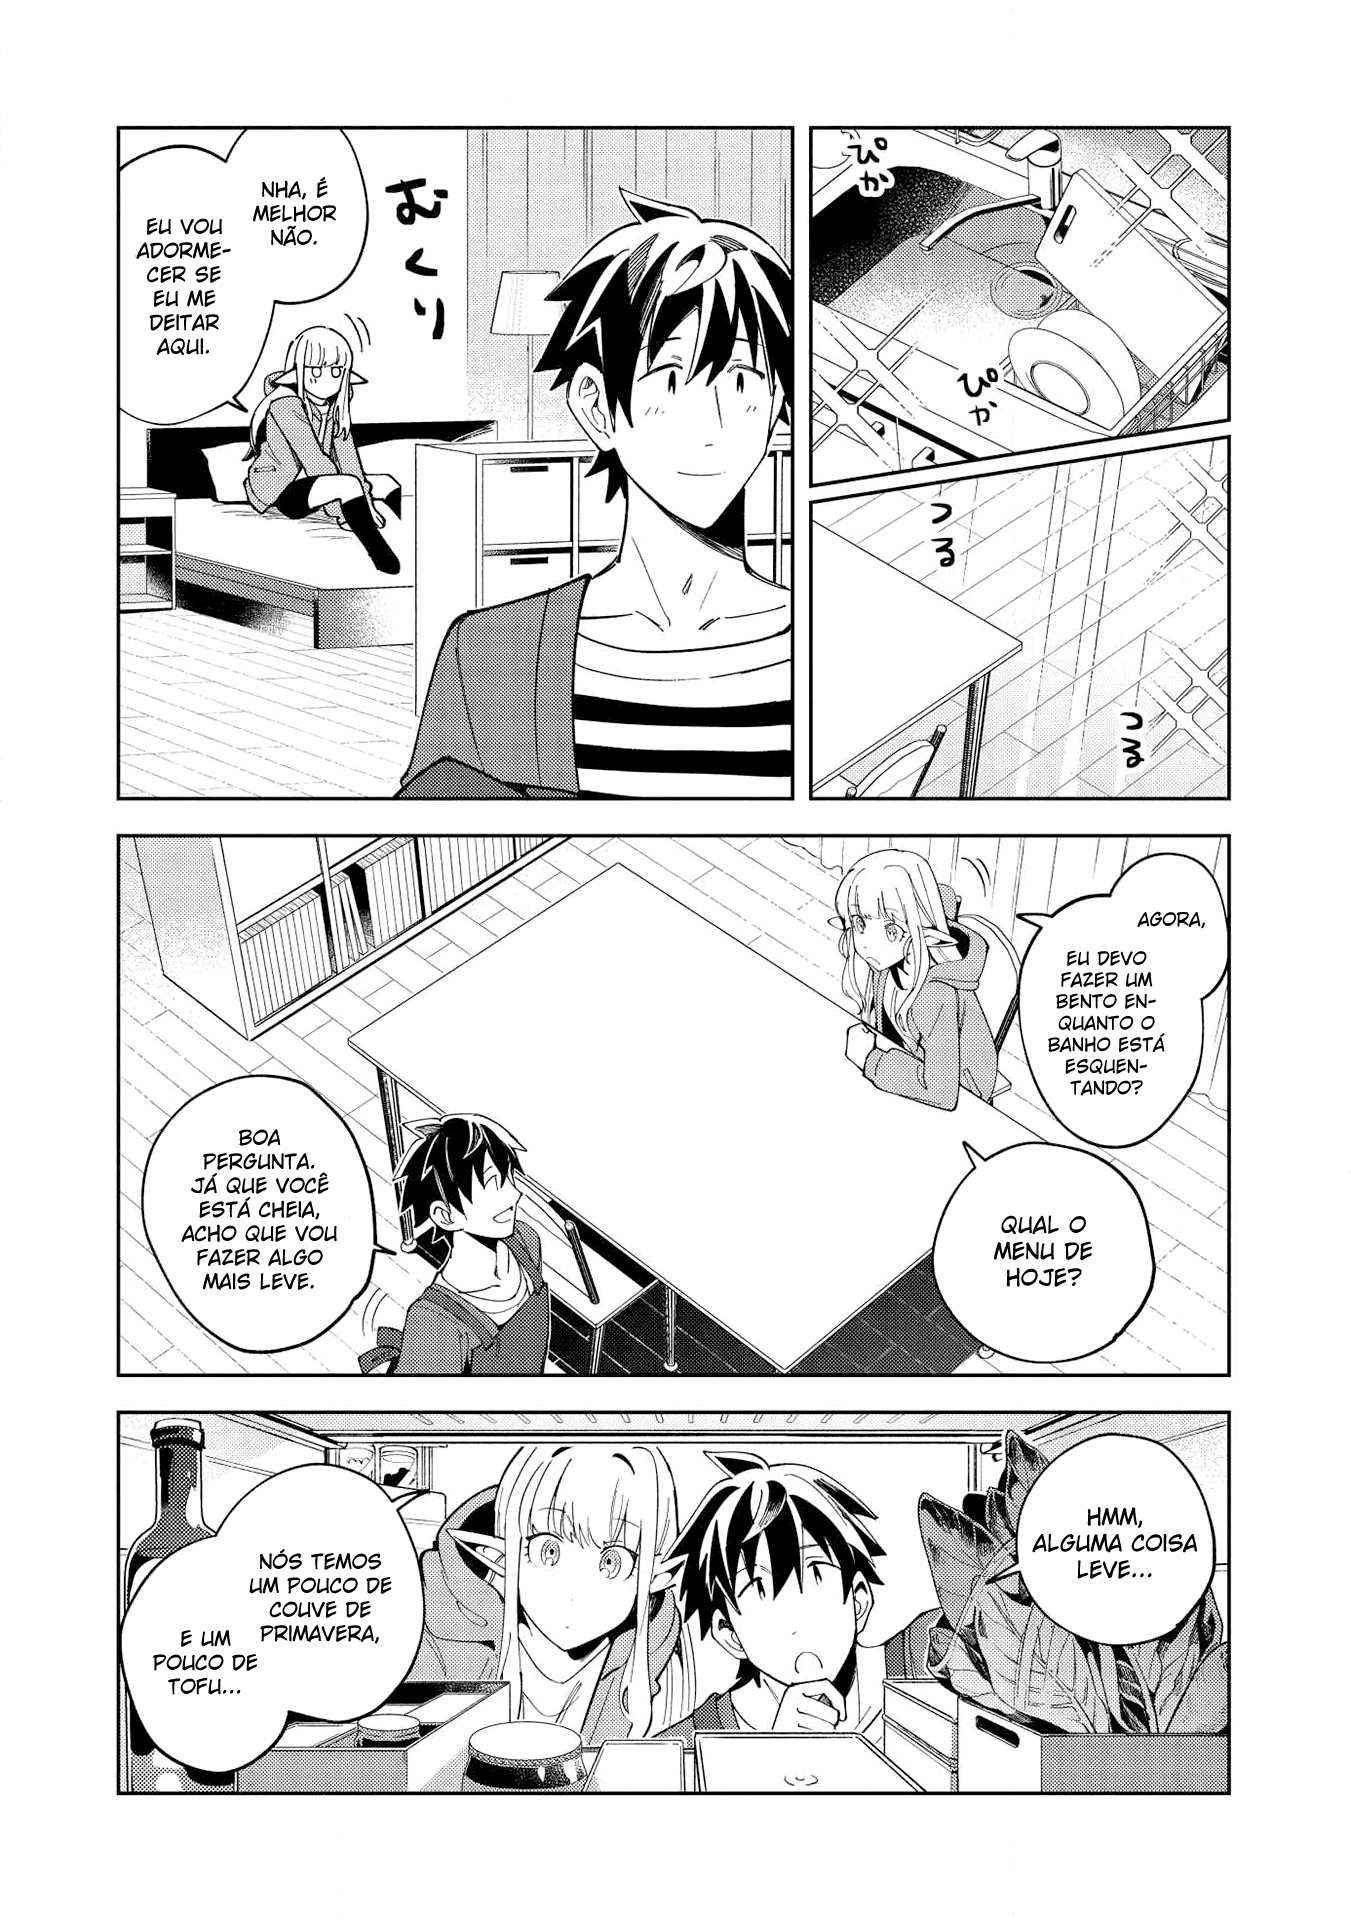 ぴか
ぴか
つる
つる
むくり
NHA, É
MELHOR
NÃO.
EU VOU
ADORME-
CER SE
EU ME
DEITAR
AQUI.
AGORA,
EU DEVO
FAZER UM
BENTO EN-
QUANTO O
BANHO ESTÁ
ESQUEN-
TANDO?
QUAL O
MENU DE
HOJE?
BOA
PERGUNTA.
JÁ QUE VOCÊ
ESTÁ CHEIA,
ACHO QUE VOU
FAZER ALGO
MAIS LEVE.
HMM,
ALGUMA COISA
LEVE...
NÓS TEMOS
UM POUCO DE
COUVE DE
PRIMAVERA,
E UM
POUCO DE
TOFU...